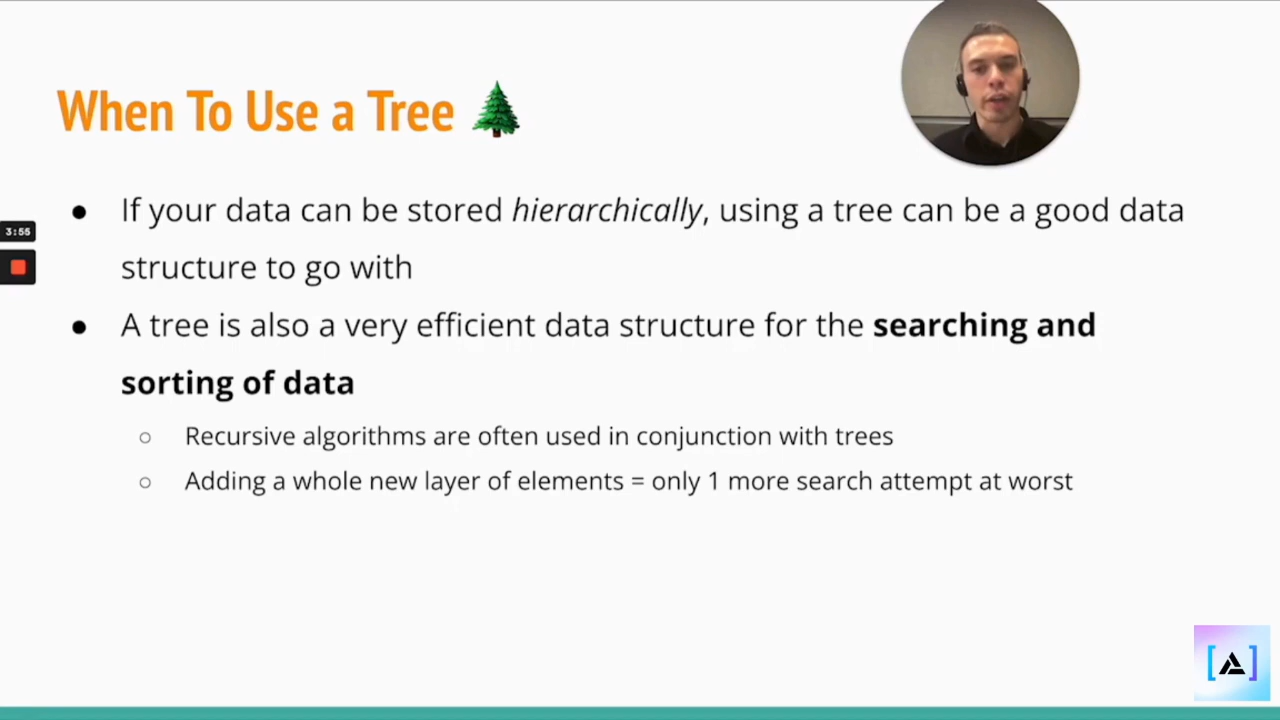 When To Use a Tree 🌲
● If your data can be stored hierarchically, using a tree can be a good data
structure to go with
3:55
● A tree is also a very efficient data structure for the searching and
sorting of data
○ Recursive algorithms are often used in conjunction with trees
○ Adding a whole new layer of elements = only 1 more search attempt at worst